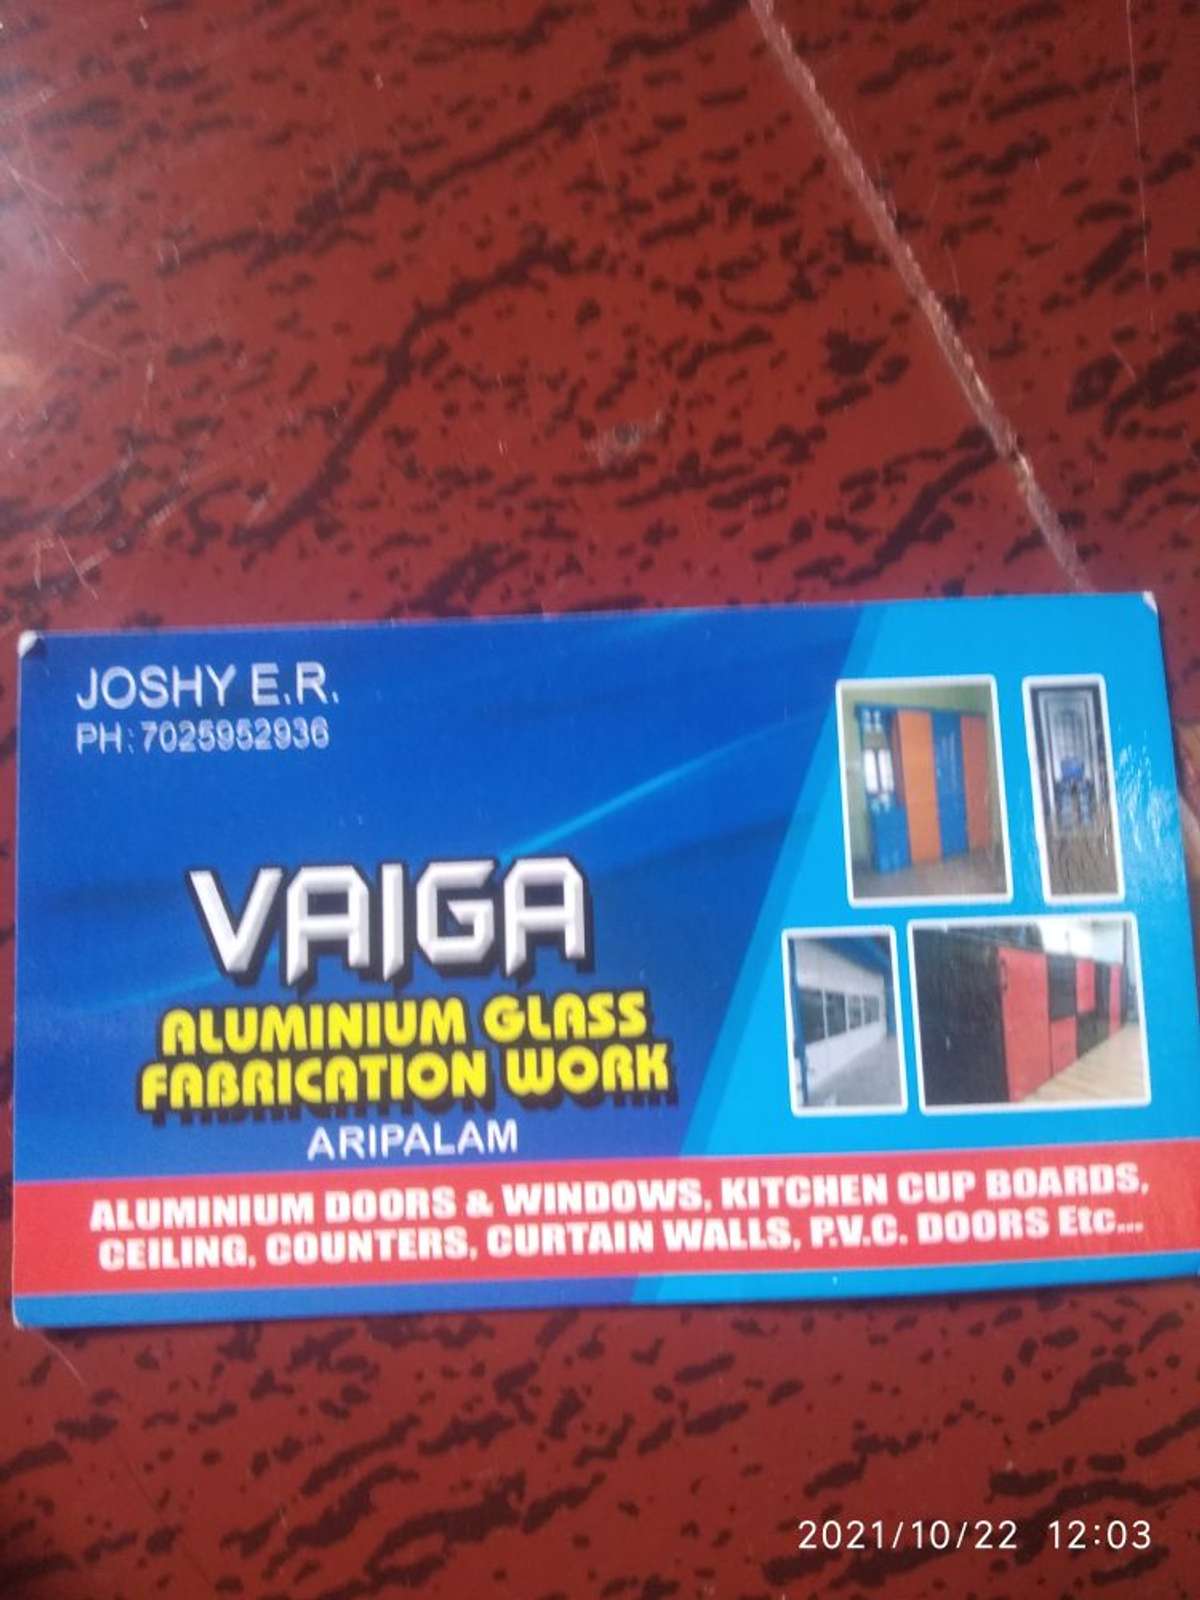 JOSHY E.R.
PH: 7025952936
VAIGA
ALUMINIUM GLASS
FABRICATION WORK
ARIPALAM
ALUMINIUM DOORS & WINDOWS, KITCHEN CUP BOARDS,
CEILING, COUNTERS, CURTAIN WALLS, P.V.C. DOORS Etc...
2021/10/22 12:03